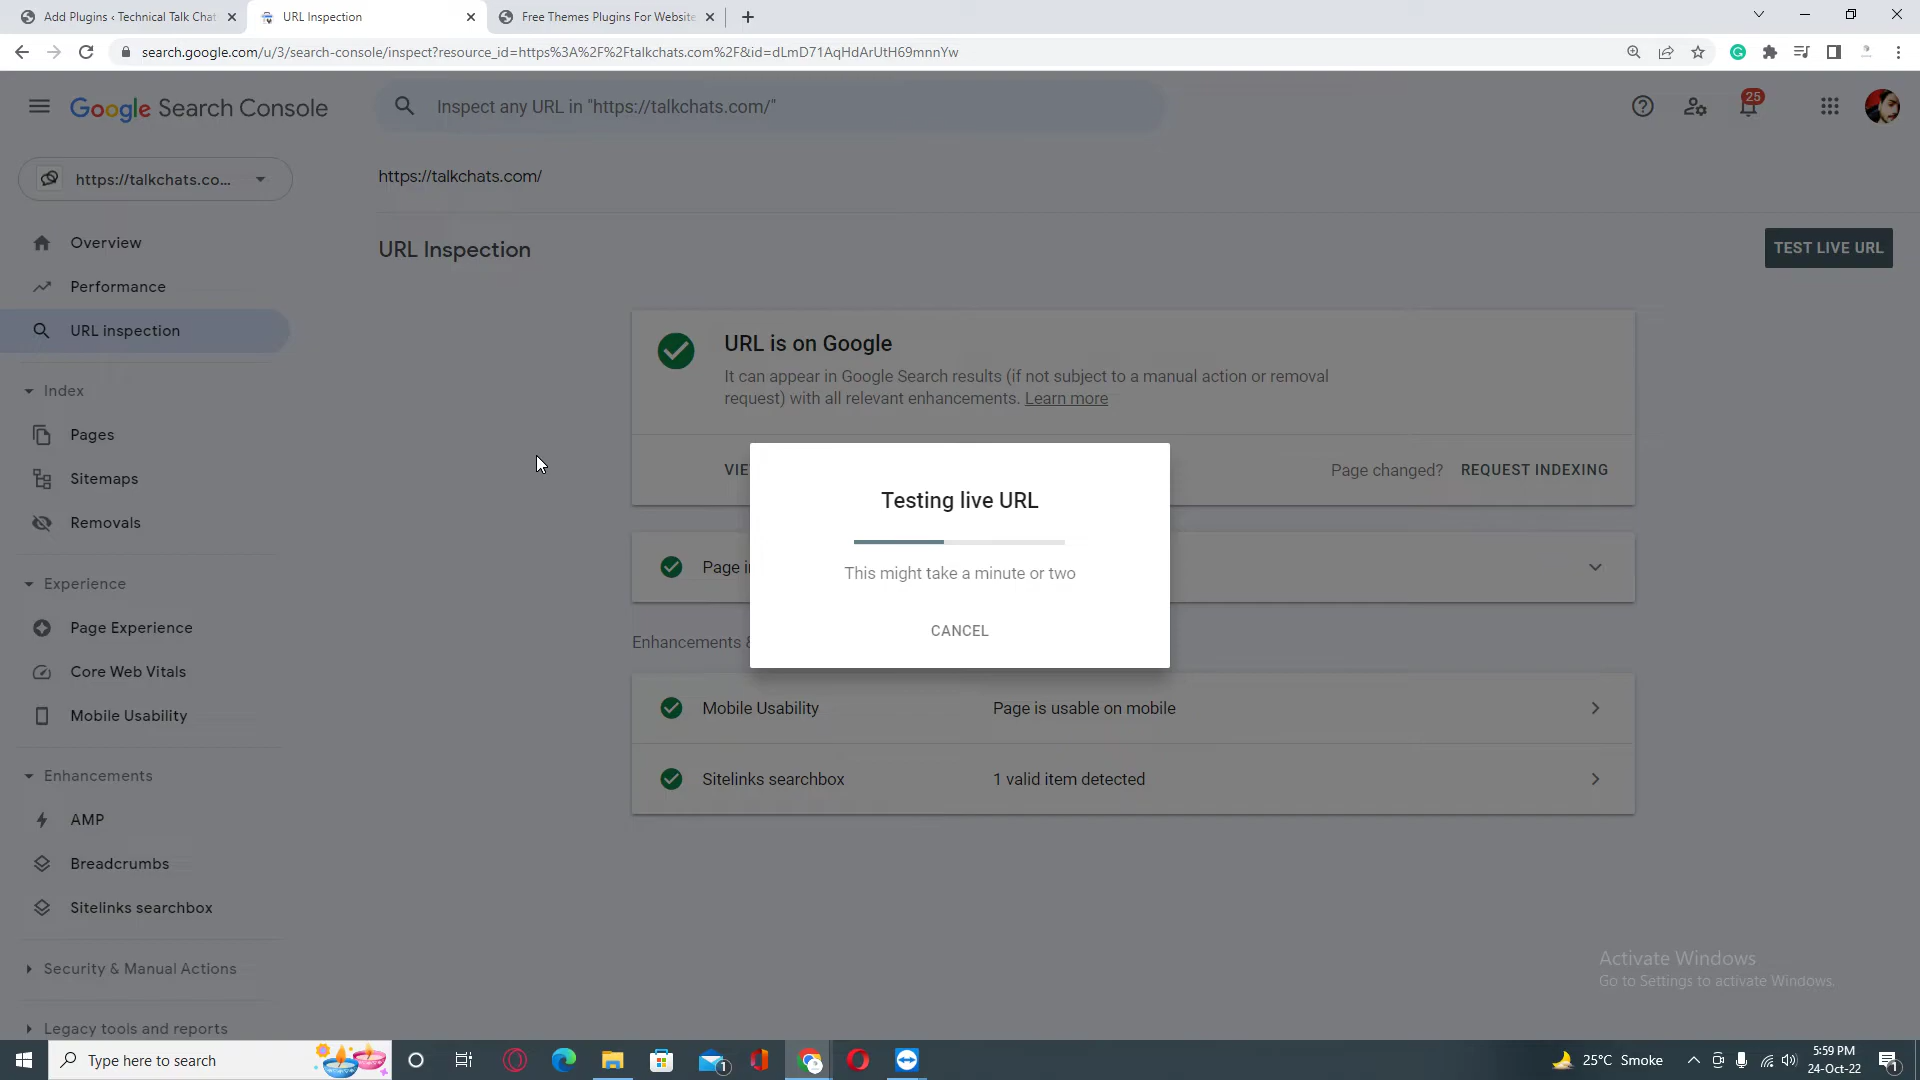 Add Plugins ‹ Technical Talk Chat
URL Inspection
Free Themes Plugins For Website
search.google.com/u/3/search-console/inspect?resource_id=https%3A%2F%2Ftalkchats.com%2F&id=dLmD71AqHdArUtH69mnnYw
Google Search Console
Inspect any URL in "https://talkchats.com/"
25
https://talkchats.co...
https://talkchats.com/
Overview
URL Inspection
TEST LIVE URL
Performance
URL inspection
URL is on Google
It can appear in Google Search results (if not subject to a manual action or removal
request) with all relevant enhancements. Learn more
Index
Pages
Sitemaps
Removals
VIE
Page changed? REQUEST INDEXING
Testing live URL
This might take a minute or two
CANCEL
Page i
Experience
Page Experience
Core Web Vitals
Mobile Usability
Enhancements &
Mobile Usability
Page is usable on mobile
Sitelinks searchbox
1 valid item detected
Enhancements
AMP
Breadcrumbs
Sitelinks searchbox
Security & Manual Actions
Legacy tools and reports
Activate Windows
Go to Settings to activate Windows.
Type here to search
1
25°C Smoke
5:59 PM
24-Oct-22
1